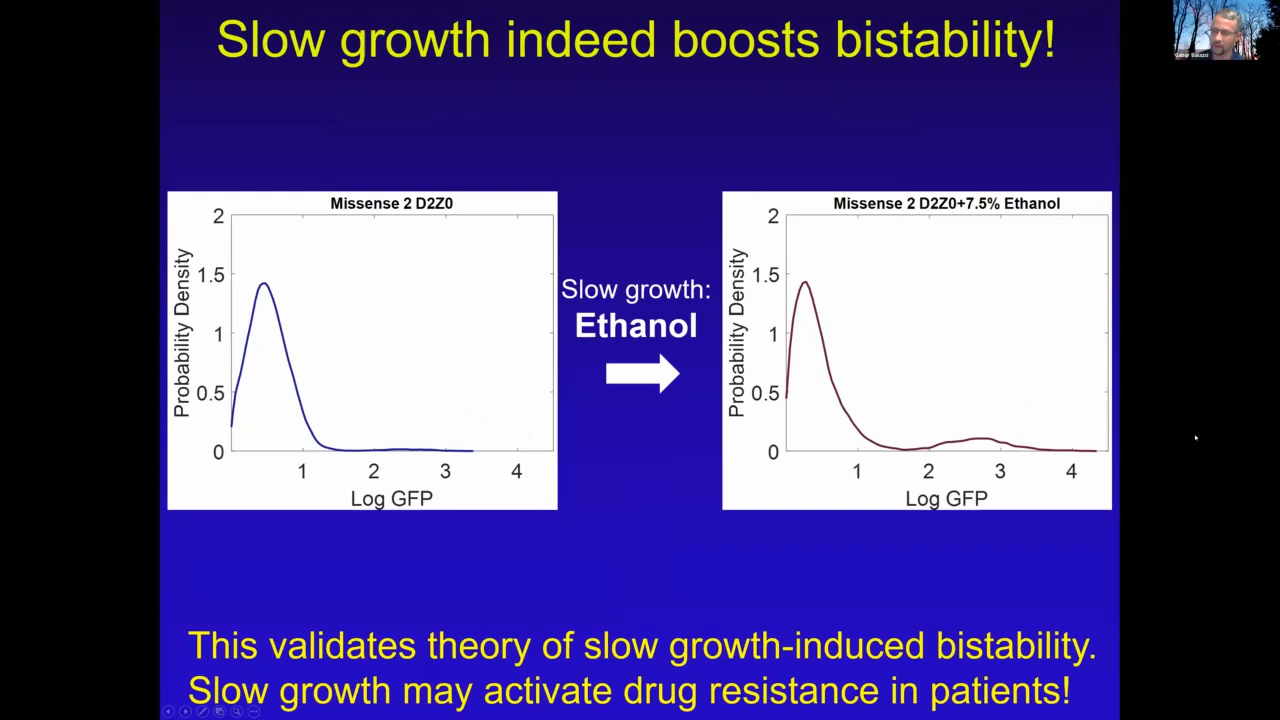 Slow growth indeed boosts bistability!
Gabor Balazsi
Missense 2 D2Z0
2
1.5
1
0.5
0
Probability Density
1
2
3
4
Log GFP
Slow growth:
Ethanol
Missense 2 D2Z0+7.5% Ethanol
2
1.5
1
0.5
0
Probability Density
1
2
3
4
Log GFP
This validates theory of slow growth-induced bistability.
Slow growth may activate drug resistance in patients!